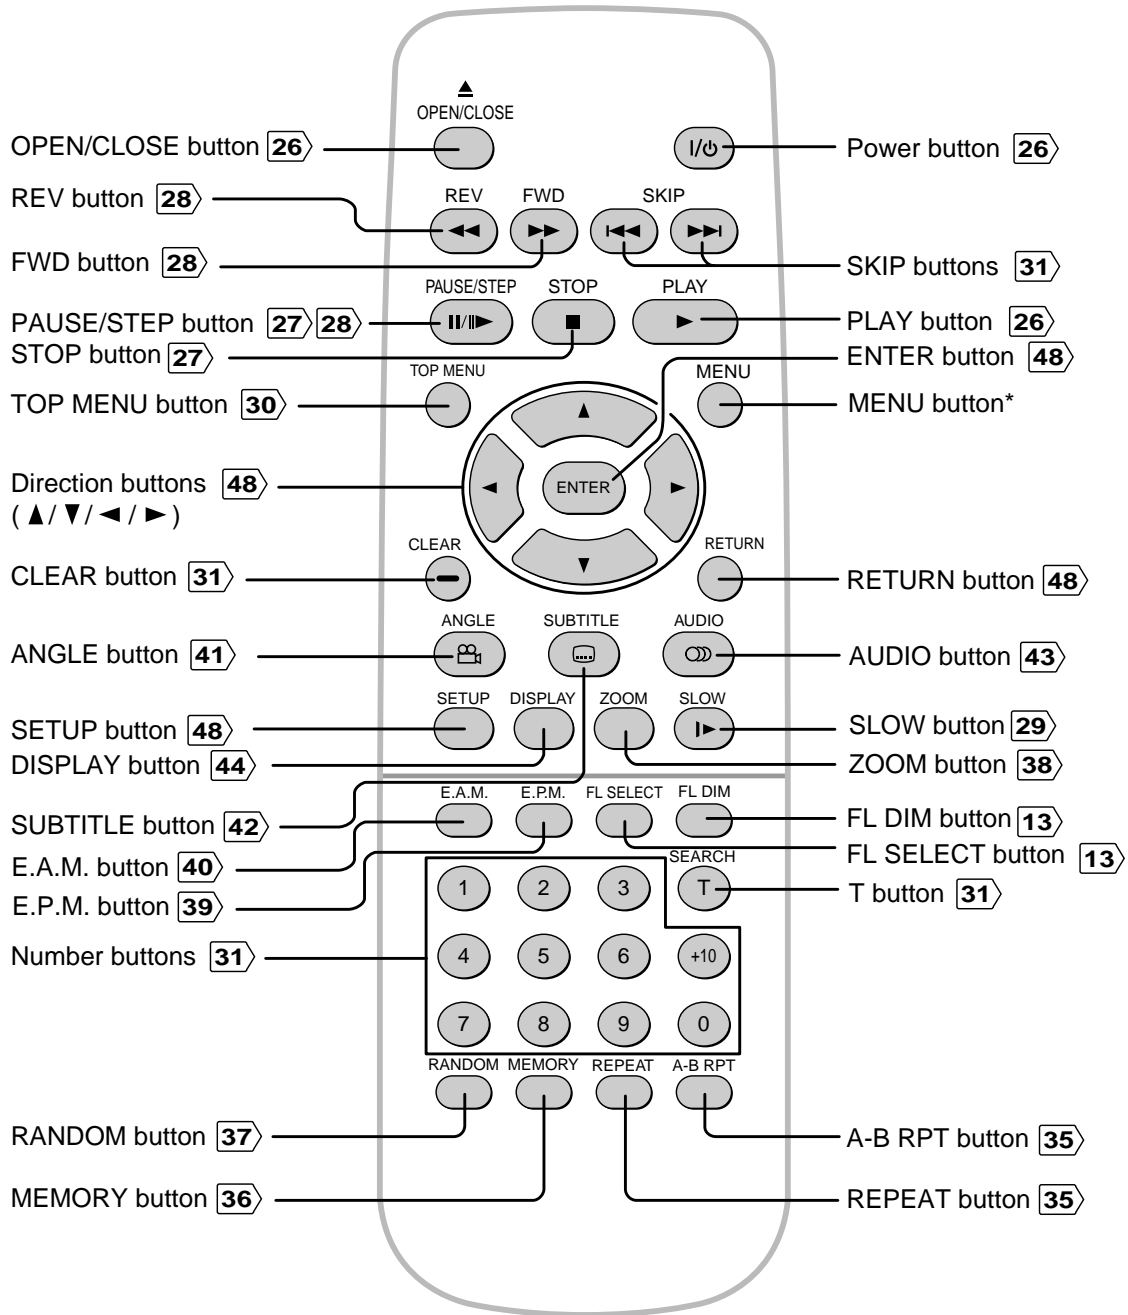 OPEN/CLOSE
OPEN/CLOSE button 26
I/
Power button 26
REV button 28
REV FWD SKIP
FWD button 28
SKIP buttons 31
PAUSE/STEP STOP PLAY
PAUSE/STEP button 27 28
PLAY button 26
STOP button 27
ENTER button 48
TOP MENU MENU
TOP MENU button 30
MENU button*
Direction buttons 48
(▲/▼/◄/►)
ENTER
CLEAR RETURN
CLEAR button 31
RETURN button 48
ANGLE SUBTITLE AUDIO
ANGLE button 41
AUDIO button 43
SETUP DISPLAY ZOOM SLOW
SETUP button 48
SLOW button 29
DISPLAY button 44
ZOOM button 38
E.A.M. E.P.M. FL SELECT FL DIM
SUBTITLE button 42
FL DIM button 13
FL SELECT button 13
SEARCH
E.A.M. button 40
1 2 3 T
T button 31
E.P.M. button 39
Number buttons 31
4 5 6 +10
7 8 9 0
RANDOM MEMORY REPEAT A-B RPT
RANDOM button 37
A-B RPT button 35
MEMORY button 36
REPEAT button 35